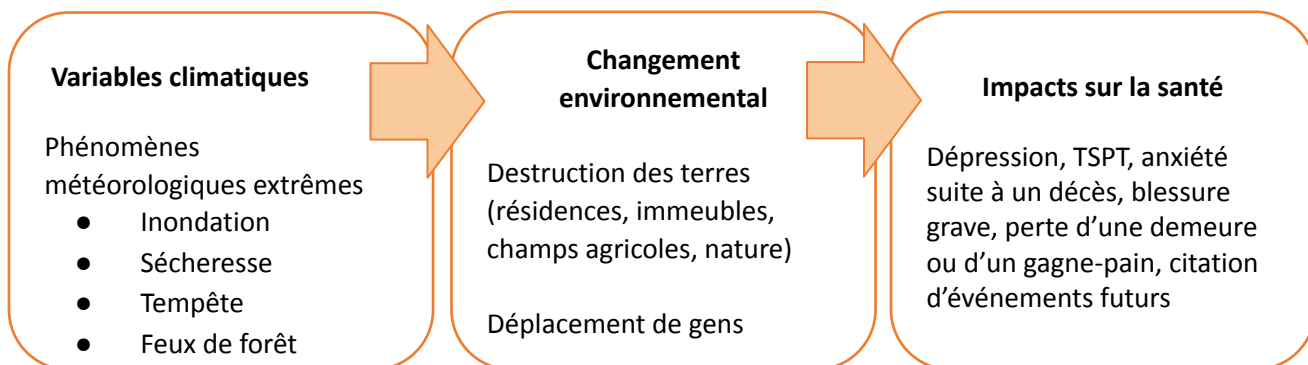 Variables climatiques
Phénomènes
météorologiques extrêmes
● Inondation
● Sécheresse
● Tempête
● Feux de forêt
Changement
environnemental
Destruction des terres
(résidences, immeubles,
champs agricoles, nature)
Déplacement de gens
Impacts sur la santé
Dépression, TSPT, anxiété
suite à un décès, blessure
grave, perte d’une demeure
ou d’un gagne-pain, citation
d’événements futurs